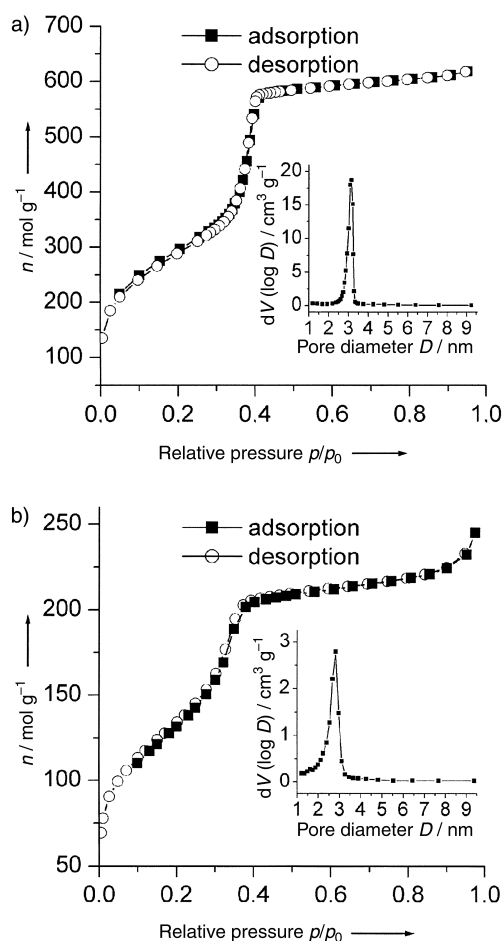 a)
700
600
500
400
300
200
100
n / mol g⁻¹
adsorption
desorption
20
15
10
5
0
dV (log D) / cm³ g⁻¹
1 2 3 4 5 6 7 8 9
Pore diameter D / nm
0.0 0.2 0.4 0.6 0.8 1.0
Relative pressure p/p₀
b)
250
200
150
100
50
n / mol g⁻¹
adsorption
desorption
3
2
1
0
dV (log D) / cm³ g⁻¹
1 2 3 4 5 6 7 8 9
Pore diameter D / nm
0.0 0.2 0.4 0.6 0.8 1.0
Relative pressure p/p₀